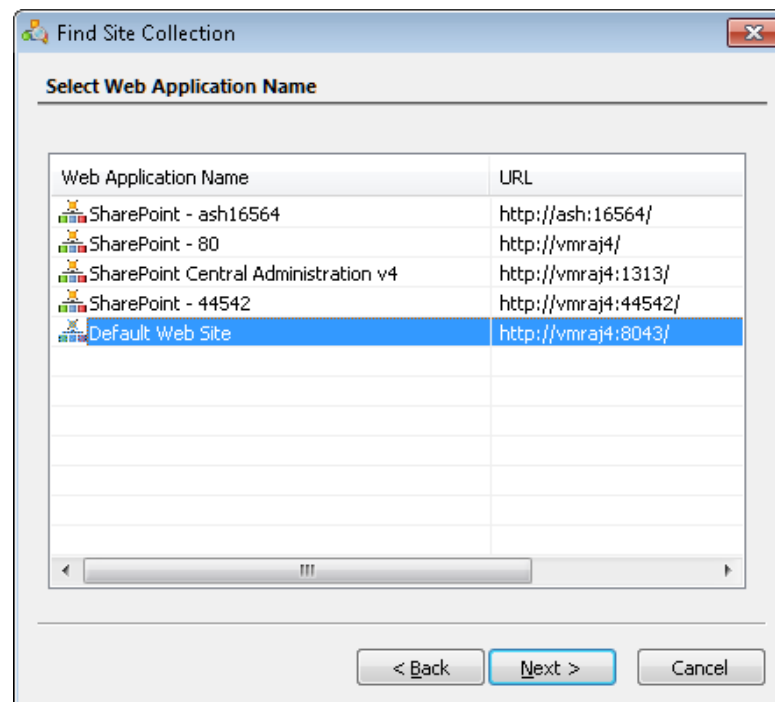 Find Site Collection
Select Web Application Name
Web Application Name URL
SharePoint - ash16564 http://ash:16564/
SharePoint - 80 http://vmraj4/
SharePoint Central Administration v4 http://vmraj4:1313/
SharePoint - 44542 http://vmraj4:44542/
Default Web Site http://vmraj4:8043/
< Back Next > Cancel